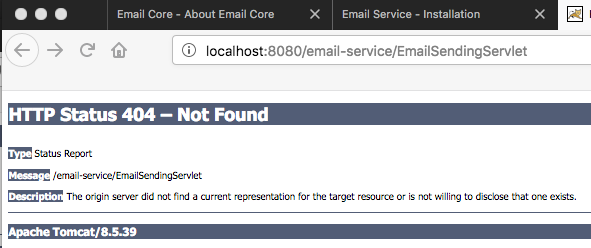 Email Core - About Email Core
Email Service - Installation
localhost:8080/email-service/EmailSendingServlet
HTTP Status 404 – Not Found
Type Status Report
Message /email-service/EmailSendingServlet
Description The origin server did not find a current representation for the target resource or is not willing to disclose that one exists.
Apache Tomcat/8.5.39